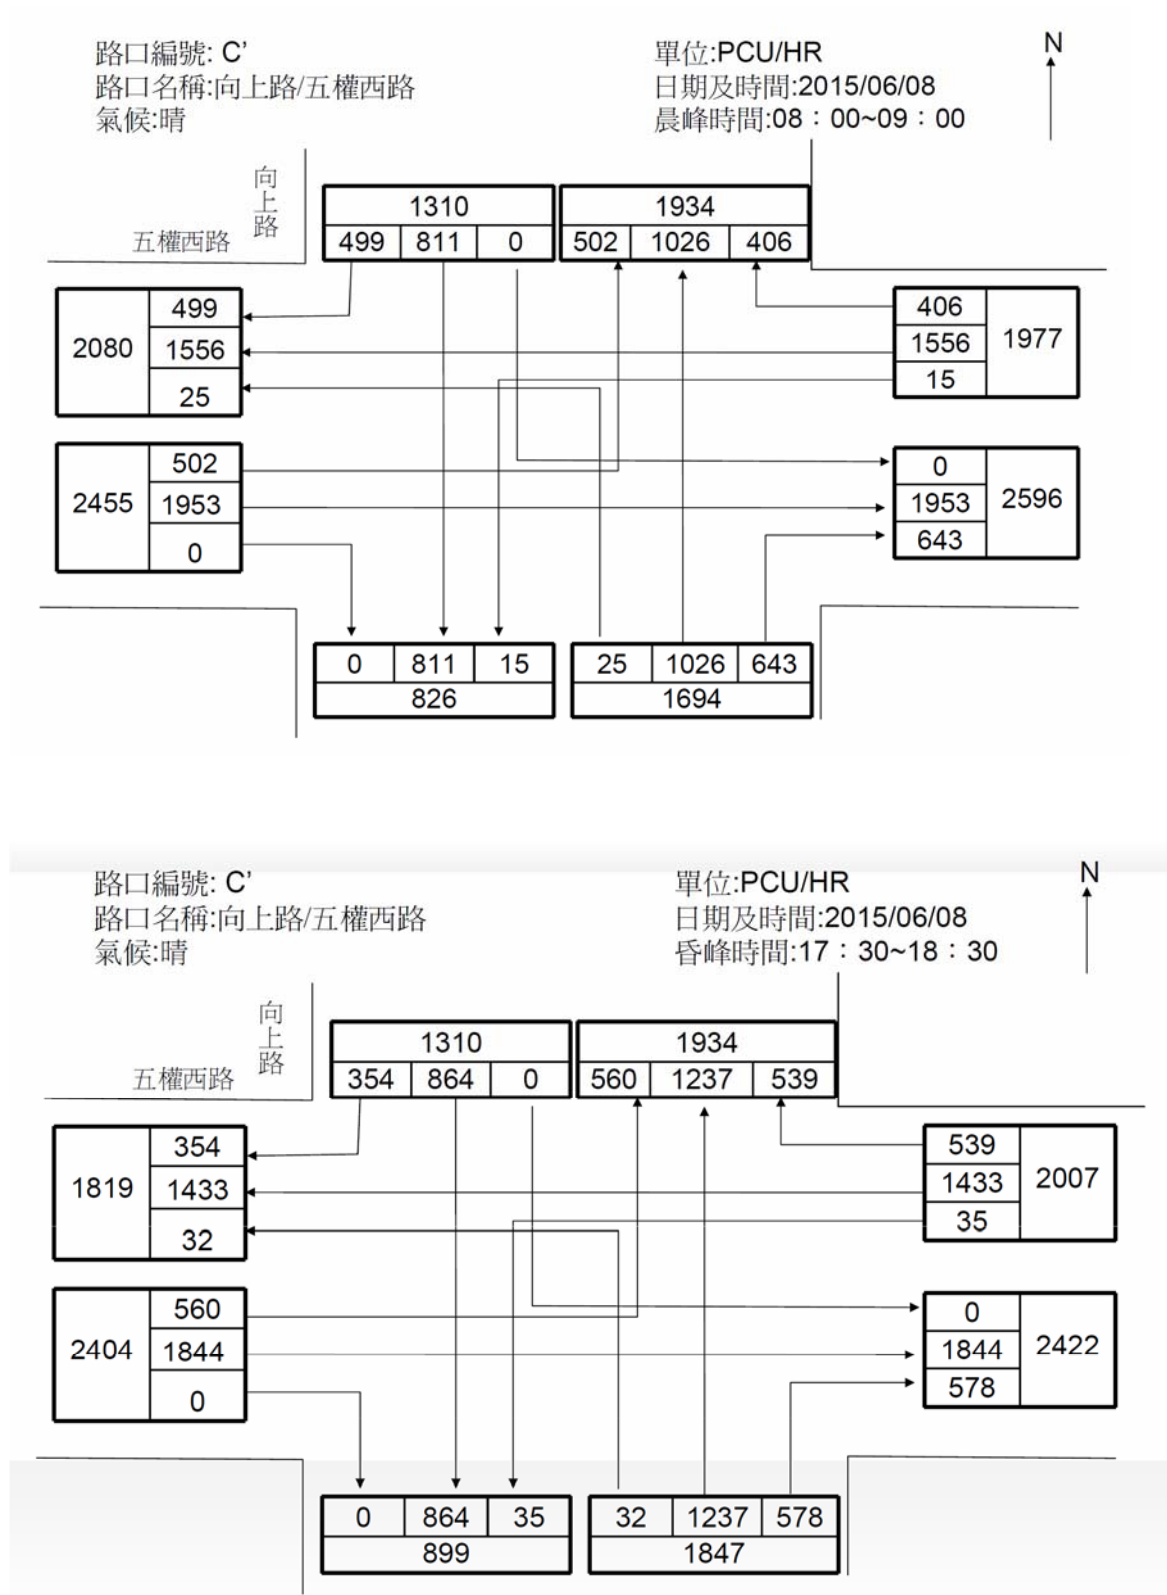 路口編號: C’
路口名稱:向上路/五權西路
氣候:晴
單位:PCU/HR
日期及時間:2015/06/08
晨峰時間:08：00~09：00
N
向上路
五權西路
1310
499 811 0
1934
502 1026 406
2080
499
1556
25
406
1556
15
1977
2455
502
1953
0
0
1953
643
2596
0 811 15
826
25 1026 643
1694
路口編號: C’
路口名稱:向上路/五權西路
氣候:晴
單位:PCU/HR
日期及時間:2015/06/08
昏峰時間:17：30~18：30
N
向上路
五權西路
1310
354 864 0
1934
560 1237 539
1819
354
1433
32
539
1433
35
2007
2404
560
1844
0
0
1844
578
2422
0 864 35
899
32 1237 578
1847